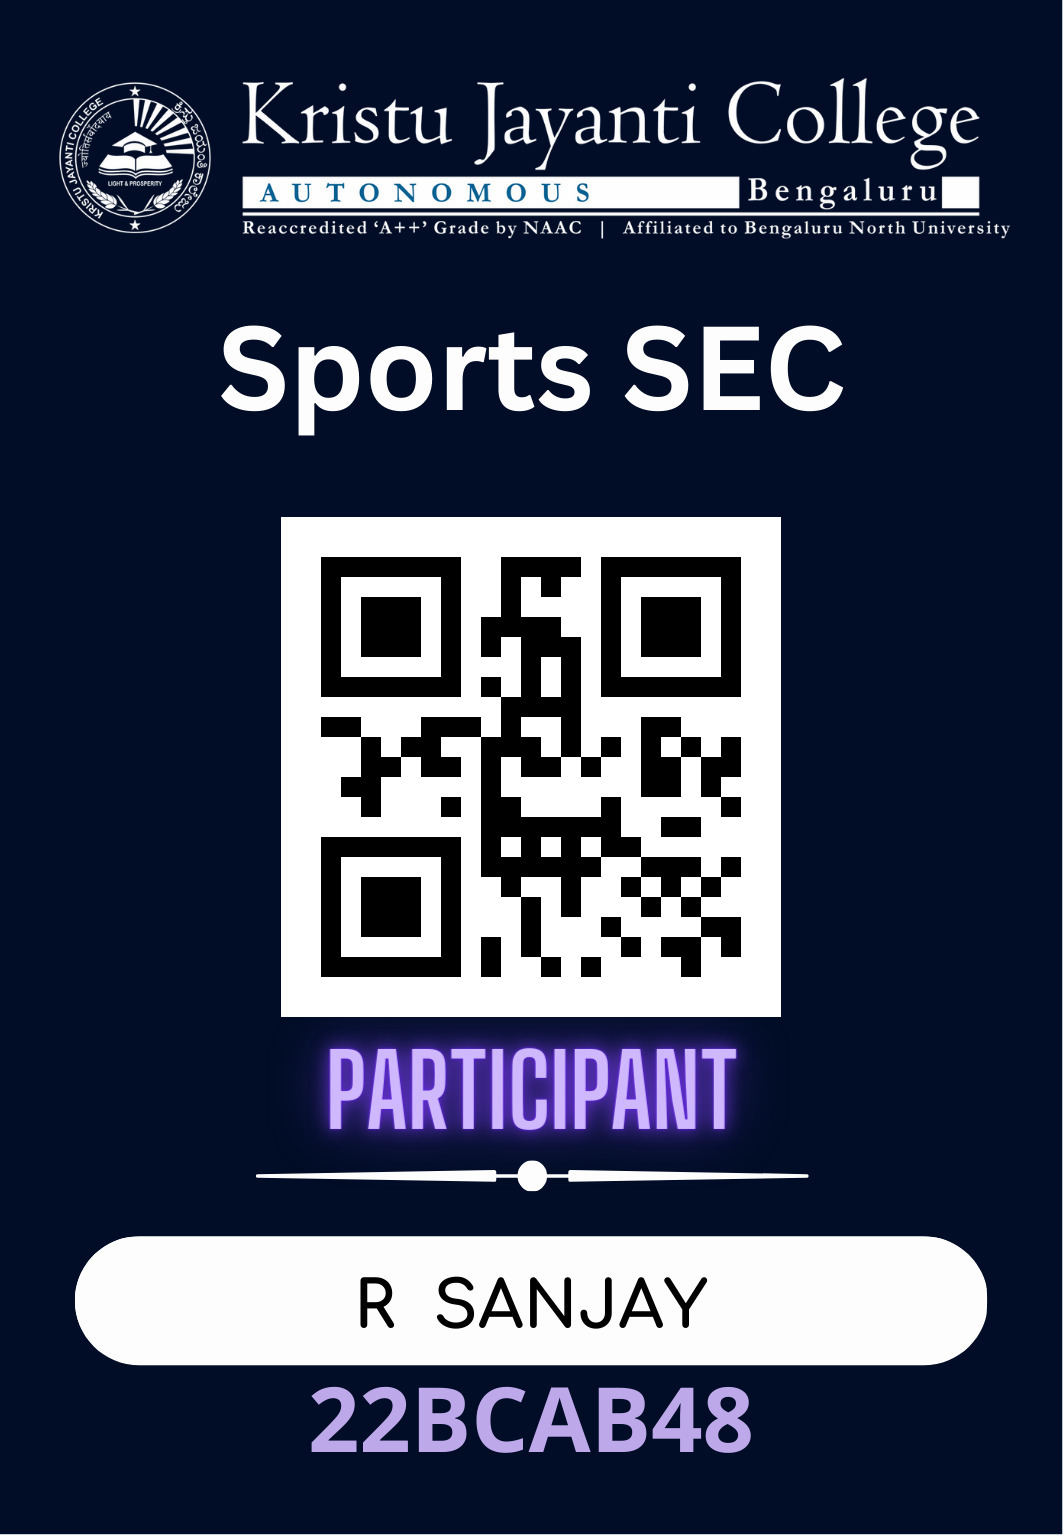 Kristu Jayanti College
AUTONOMOUS Bengaluru
Reaccredited ‘A++’ Grade by NAAC | Affiliated to Bengaluru North University
KRISTU JAYANTI COLLEGE
LIGHT & PROSPERITY
Sports SEC
PARTICIPANT
R SANJAY
22BCAB48